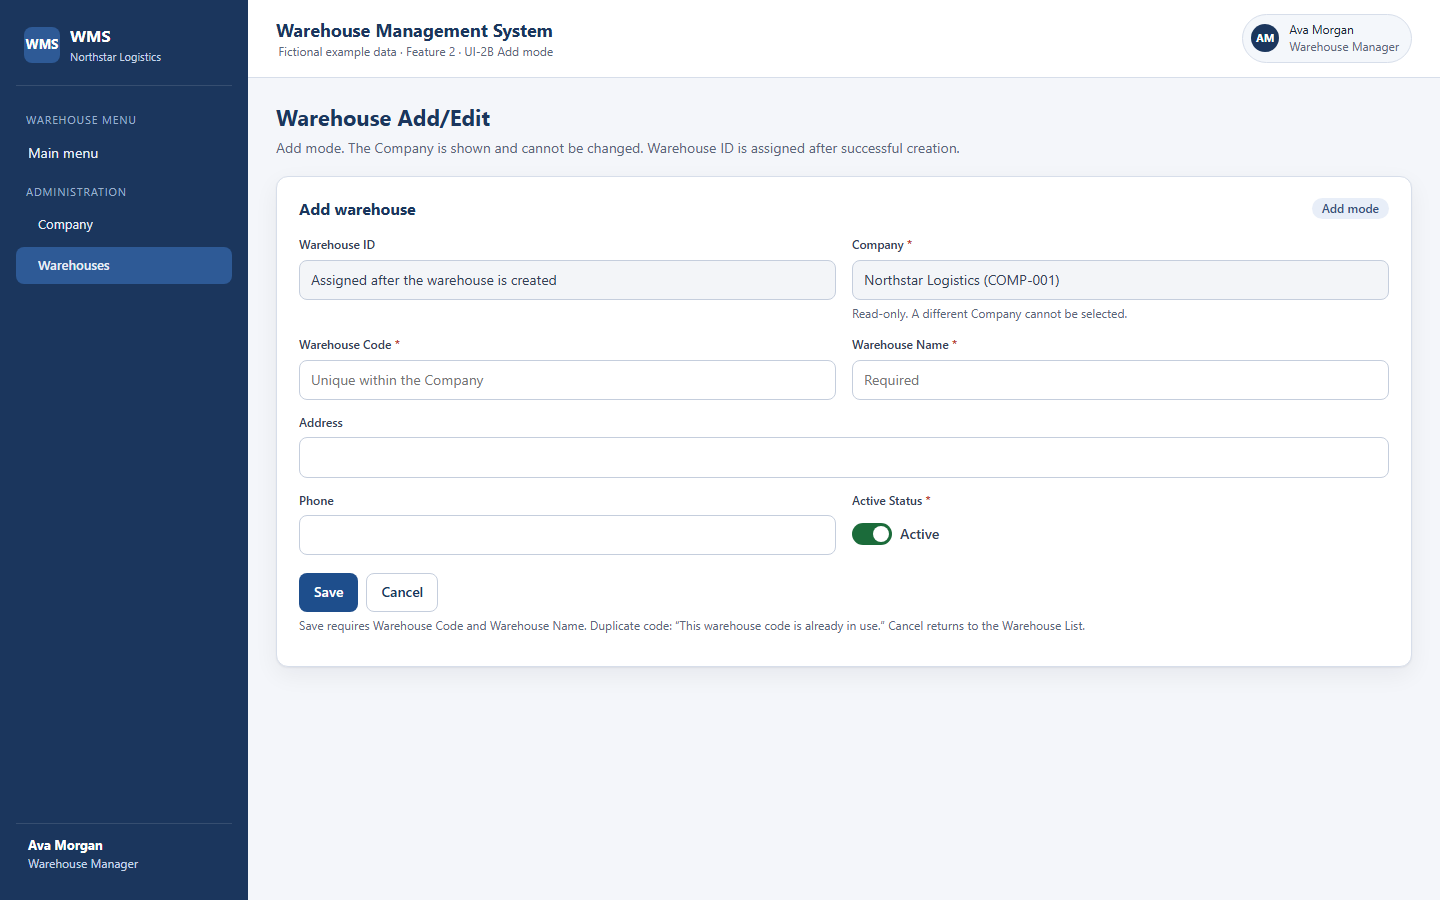 WMS
WMS
Northstar Logistics
WAREHOUSE MENU
Main menu
ADMINISTRATION
Company
Warehouses
Ava Morgan
Warehouse Manager
Warehouse Management System
Fictional example data · Feature 2 · UI-2B Add mode
AM
Ava Morgan
Warehouse Manager
Warehouse Add/Edit
Add mode. The Company is shown and cannot be changed. Warehouse ID is assigned after successful creation.
Add warehouse
Add mode
Warehouse ID
Assigned after the warehouse is created
Company *
Northstar Logistics (COMP-001)
Read-only. A different Company cannot be selected.
Warehouse Code *
Unique within the Company
Warehouse Name *
Required
Address
Phone
Active Status *
Active
Save
Cancel
Save requires Warehouse Code and Warehouse Name. Duplicate code: “This warehouse code is already in use.” Cancel returns to the Warehouse List.